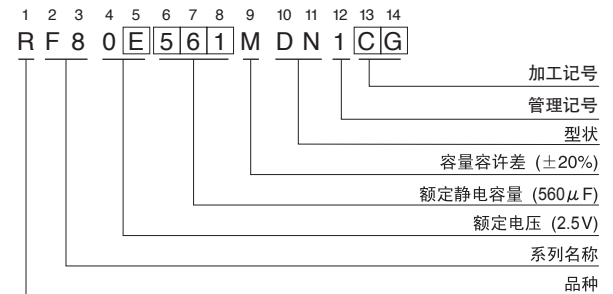 1 2 3 4 5 6 7 8 9 10 11 12 13 14
R F 8 0 E 5 6 1 M D N 1 C G
加工记号
管理记号
型状
容量容许差 (±20%)
额定静电容量 (560μF)
额定电压 (2.5V)
系列名称
品种